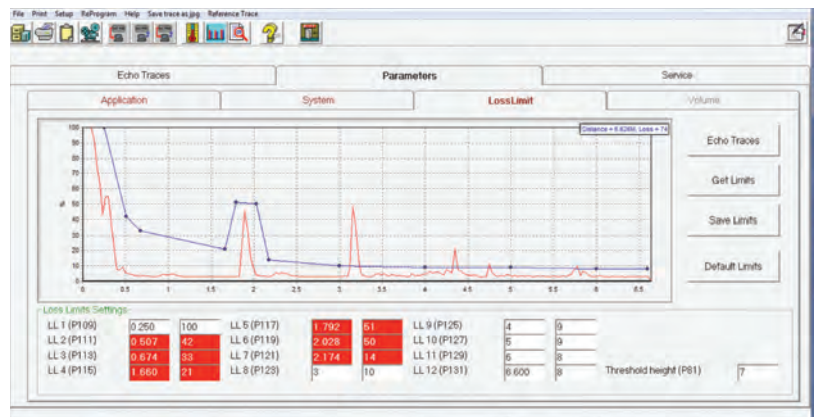 File Print Setup ReProgram Help Save trace as.jpg Reference Trace
Echo Traces Parameters Service
Application System LossLimit Volume
Distance = 6.626M, Loss = 74
100
90
80
70
60
%
40
30
20
10
0
0 0.5 1 1.5 2 2.5 3 3.5 4 4.5 5 5.5 6 6.5
Echo Traces
Get Limits
Save Limits
Default Limits
Loss Limits Settings
LL 1 (P109) 0.250 100 LL 5 (P117) 1.792 51 LL 9 (P125) 4 9
LL 2 (P111) 0.507 42 LL 6 (P119) 2.028 50 LL 10 (P127) 5 9
LL 3 (P113) 0.674 33 LL 7 (P121) 2.174 14 LL 11 (P129) 6 8
LL 4 (P115) 1.660 21 LL 8 (P123) 3 10 LL 12 (P131) 6.600 8 Threshold height (P81) 7